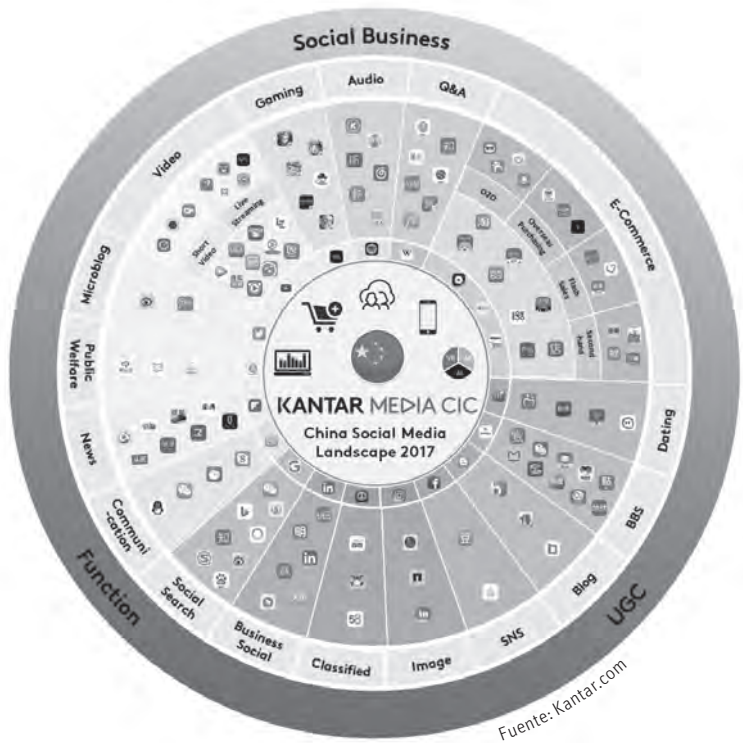 Social Business
Gaming
Audio
Q&A
Video
E-Commerce
Live
Streaming
Short
Video
O2O
Overseas
Purchasing
Flash
Sales
Second
hand
Microblog
Public
Welfare
News
Communi
-cation
Social
Search
Business
Social
Classified
Image
SNS
Blog
BBS
Dating
Function
UGC
KANTAR MEDIA CIC
China Social Media
Landscape 2017
Fuente: Kantar.com